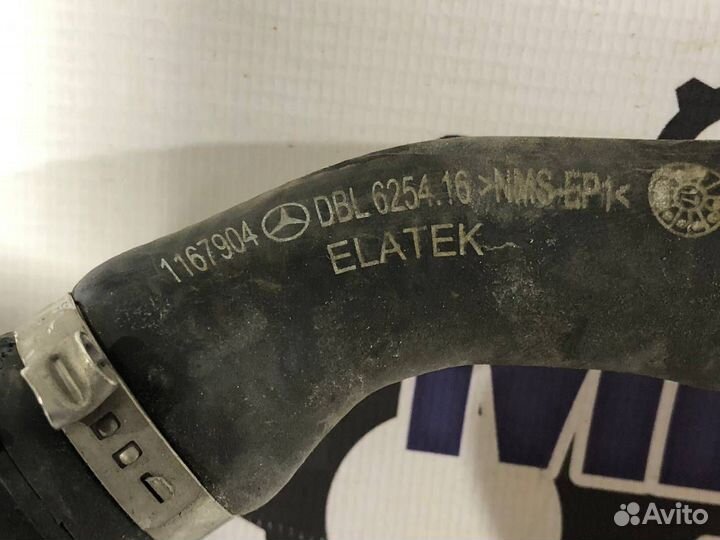 1167904 DBL 6254.16 >NMS-EP1<
ELATEK
Avito